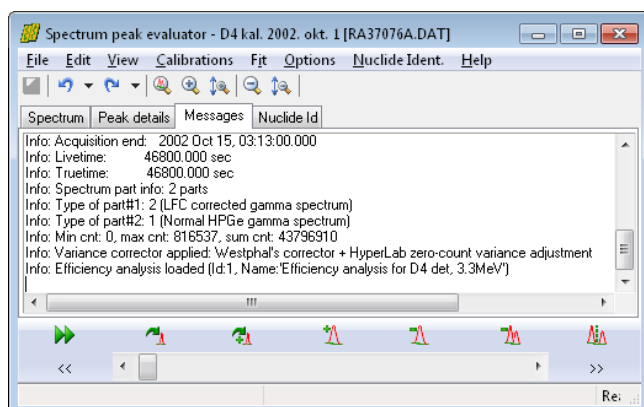 Spectrum peak evaluator - D4 kal. 2002. okt. 1 [RA37076A.DAT]
File Edit View Calibrations Fit Options Nuclide Ident. Help
Spectrum Peak details Messages Nuclide Id
Info: Acquisition end: 2002 Oct 15, 03:13:00.000
Info: Livetime: 46800.000 sec
Info: Truetime: 46800.000 sec
Info: Spectrum part info: 2 parts
Info: Type of part#1: 2 (LFC corrected gamma spectrum)
Info: Type of part#2: 1 (Normal HPGe gamma spectrum)
Info: Min cnt: 0, max cnt: 816537, sum cnt: 43796910
Info: Variance corrector applied: Westphal's corrector + HyperLab zero-count variance adjustment
Info: Efficiency analysis loaded (Id:1, Name:'Efficiency analysis for D4 det, 3.3MeV')
<< >>